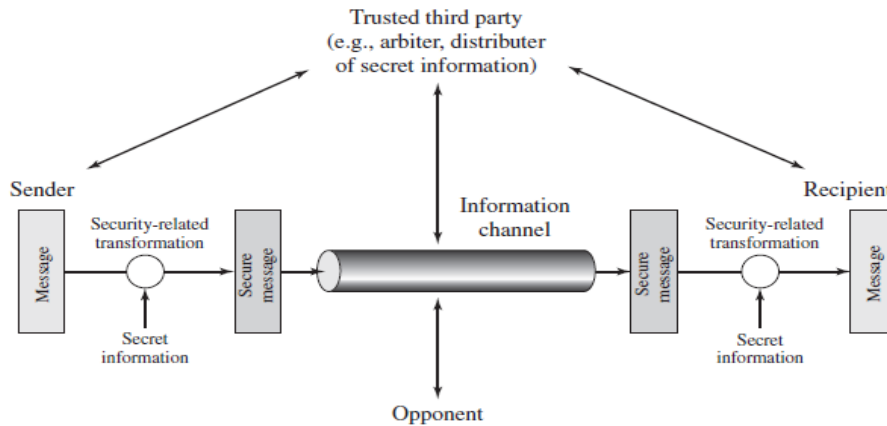 Trusted third party
(e.g., arbiter, distributer
of secret information)
Sender
Recipient
Information
channel
Security-related
transformation
Security-related
transformation
Message
Secure
message
Secure
message
Message
Secret
information
Secret
information
Opponent